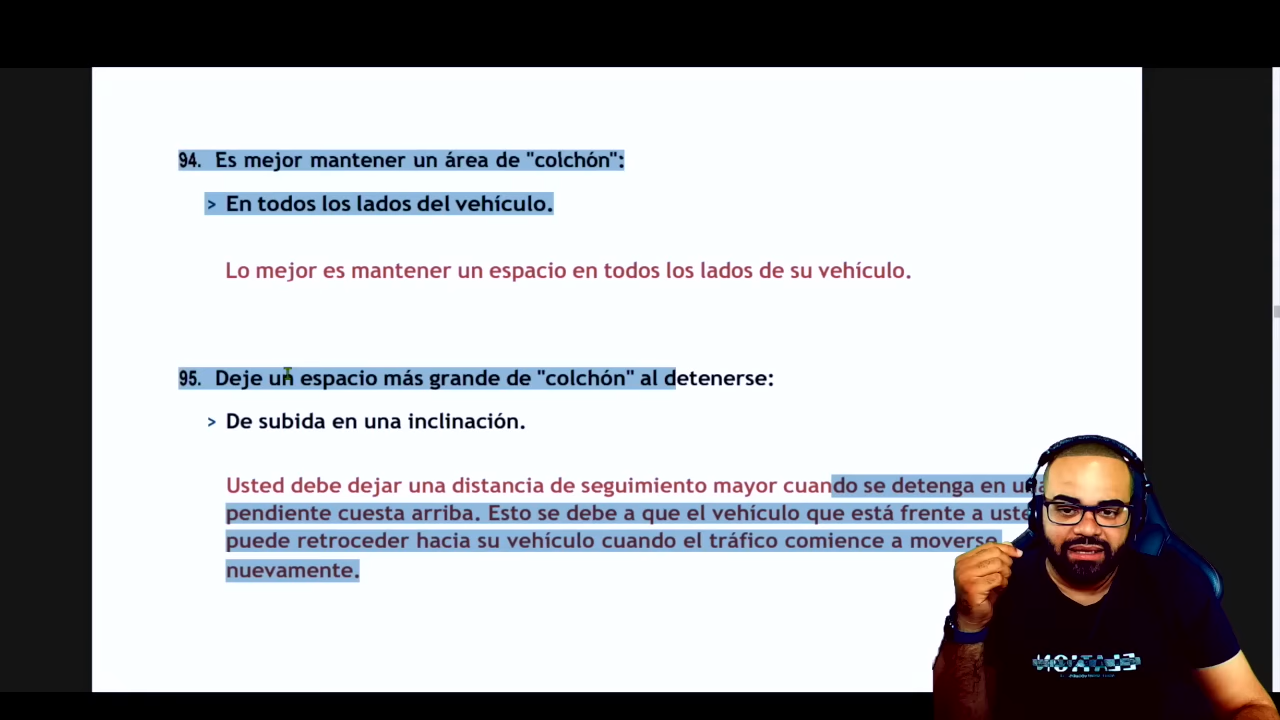 94. Es mejor mantener un área de "colchón":
> En todos los lados del vehículo.
Lo mejor es mantener un espacio en todos los lados de su vehículo.
95. Deje un espacio más grande de "colchón" al detenerse:
> De subida en una inclinación.
Usted debe dejar una distancia de seguimiento mayor cuando se detenga en una
pendiente cuesta arriba. Esto se debe a que el vehículo que está frente a
puede retroceder hacia su vehículo cuando el tráfico comience a moverse
nuevamente.